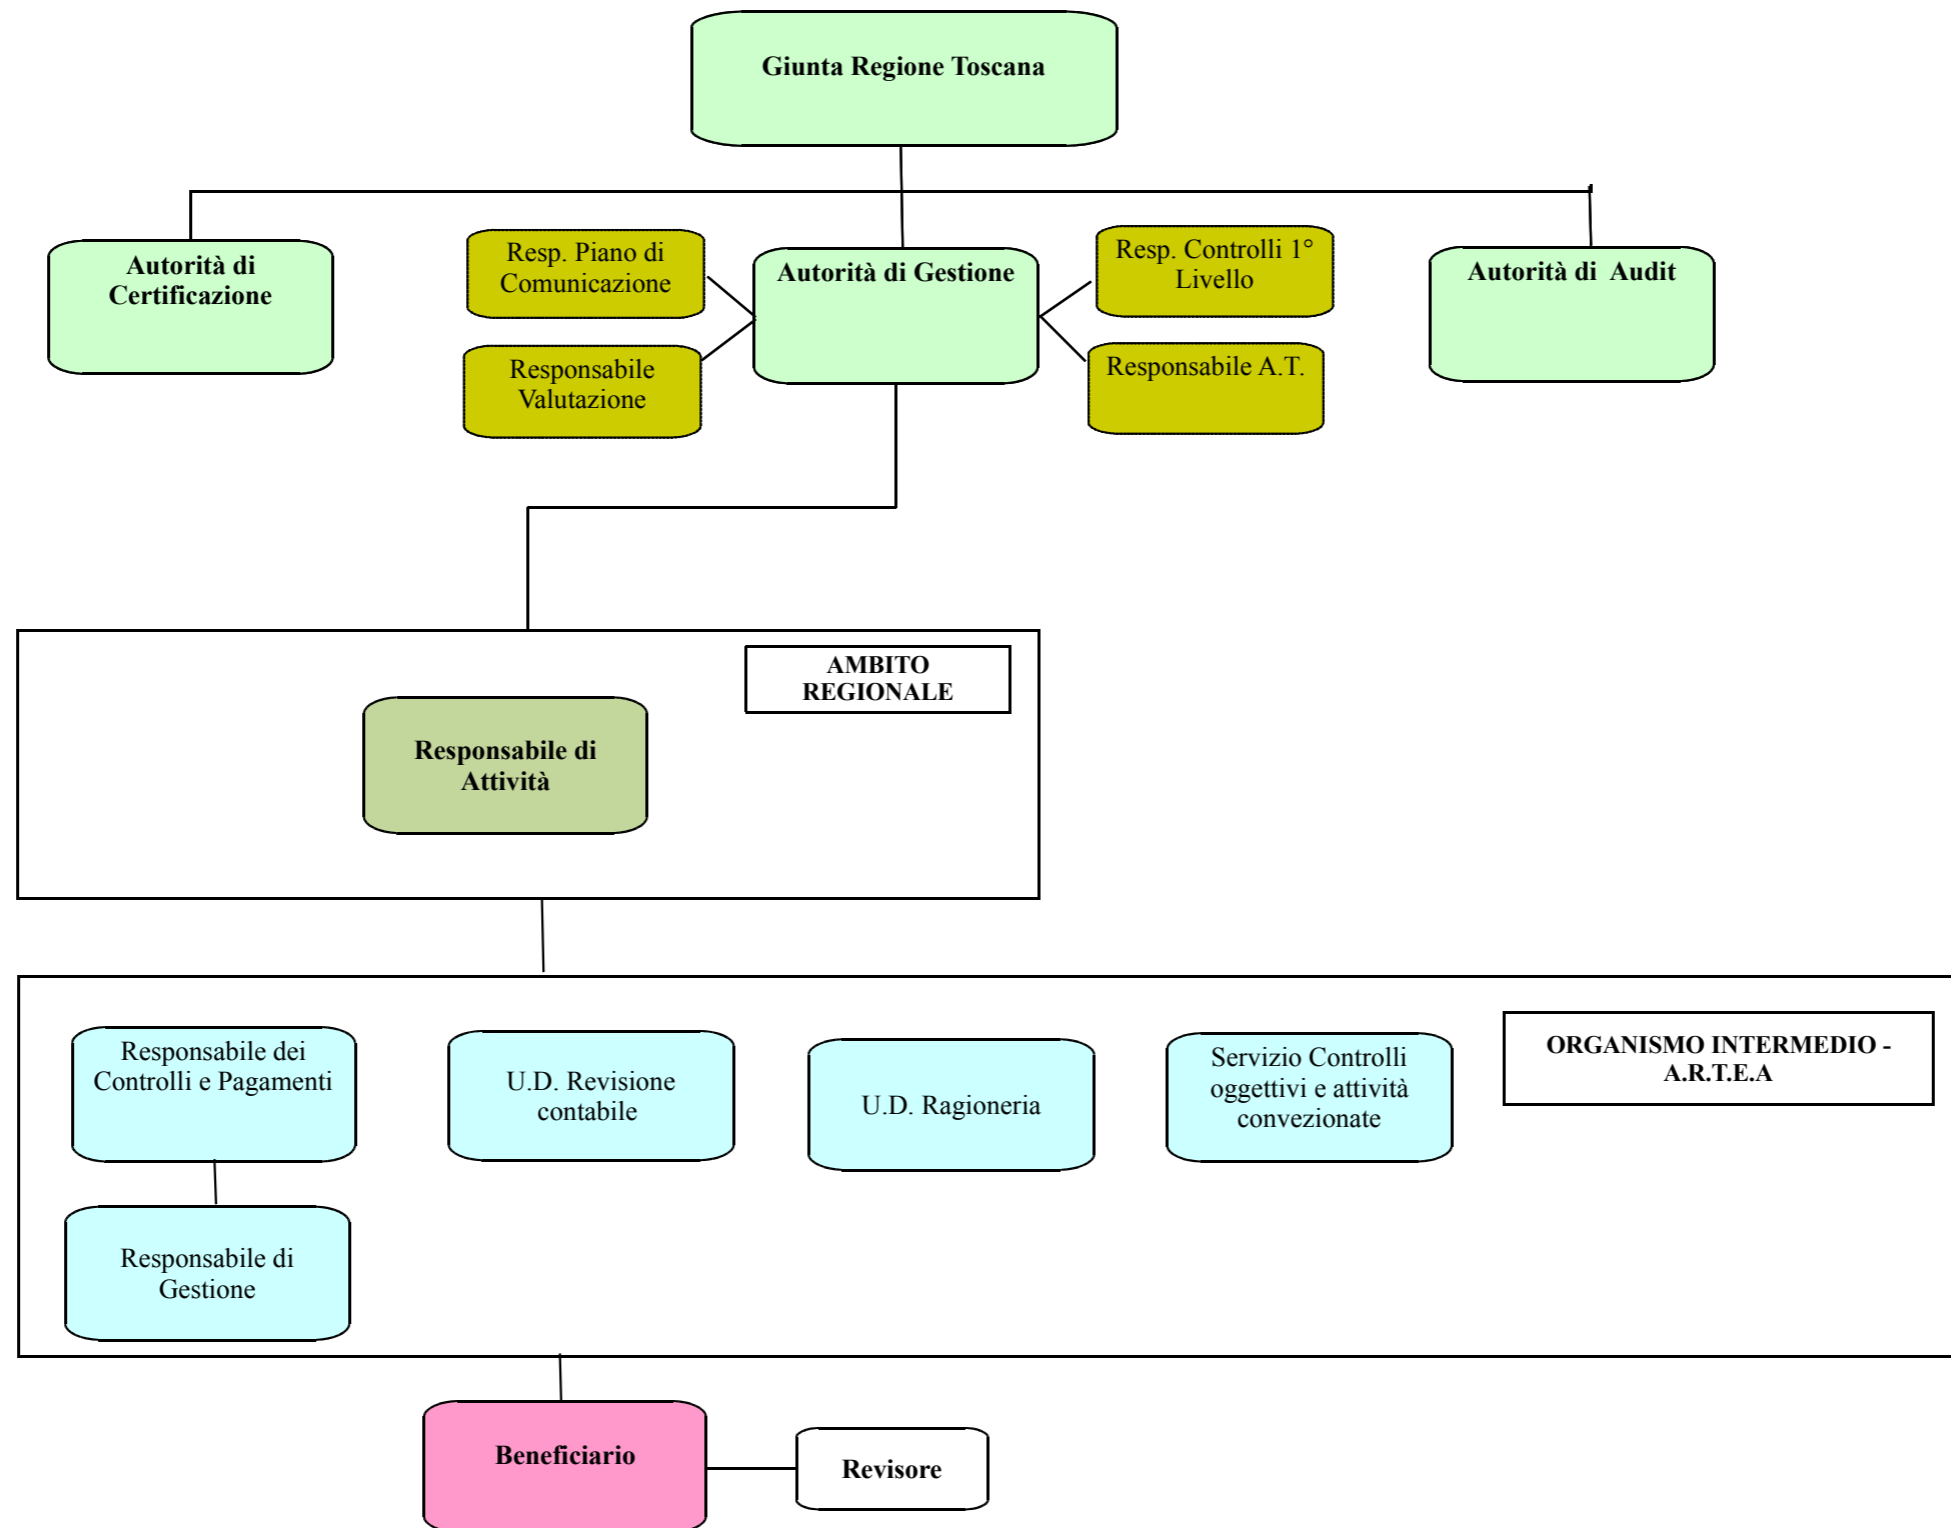 Giunta Regione Toscana
Autorità di
Certificazione
Resp. Piano di
Comunicazione
Responsabile
Valutazione
Autorità di Gestione
Resp. Controlli 1°
Livello
Responsabile A.T.
Autorità di  Audit
AMBITO
REGIONALE
Responsabile di
Attività
Responsabile dei
Controlli e Pagamenti
U.D. Revisione
contabile
U.D. Ragioneria
Servizio Controlli
oggettivi e attività
convezionate
ORGANISMO INTERMEDIO -
A.R.T.E.A
Responsabile di
Gestione
Beneficiario
Revisore